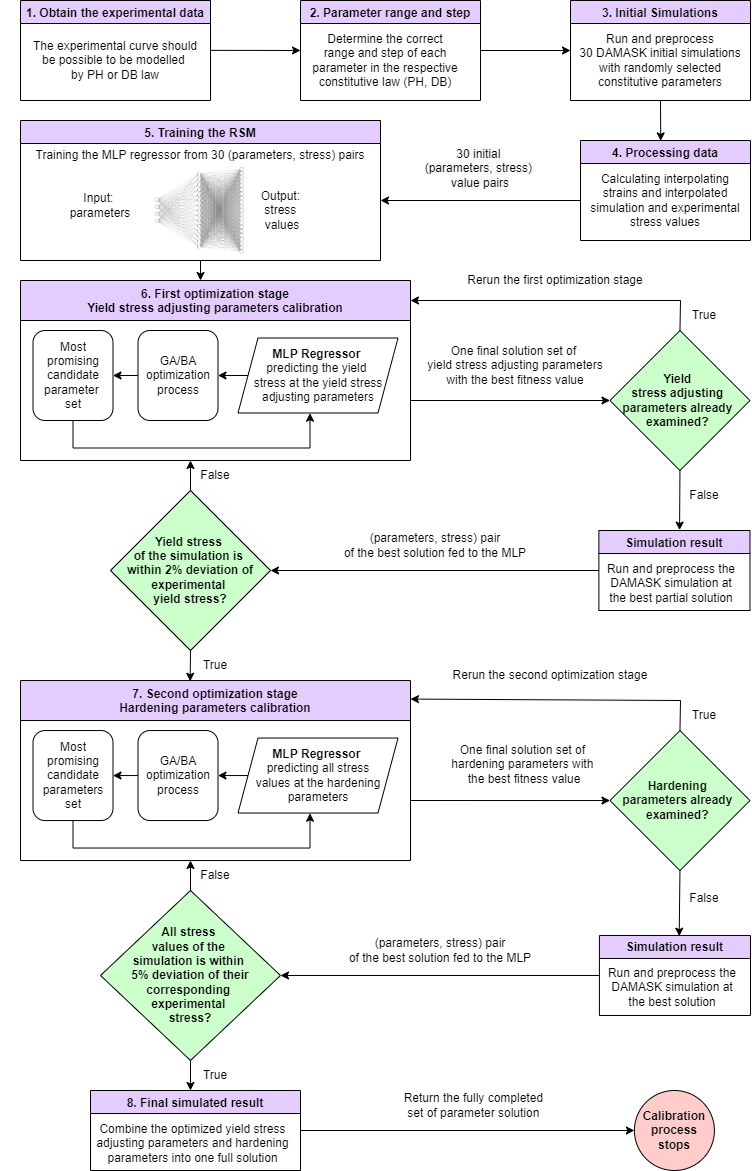 1. Obtain the experimental data
The experimental curve should
be possible to be modelled
by PH or DB law
2. Parameter range and step
Determine the correct
range and step of each
parameter in the respective
constitutive law (PH, DB)
3. Initial Simulations
Run and preprocess
30 DAMASK initial simulations
with randomly selected
constitutive parameters
4. Processing data
Calculating interpolating
strains and interpolated
simulation and experimental
stress values
30 initial
(parameters, stress)
value pairs
5. Training the RSM
Training the MLP regressor from 30 (parameters, stress) pairs
Input:
parameters
Output:
stress
values
6. First optimization stage
Yield stress adjusting parameters calibration
Most
promising
candidate
parameter
set
GA/BA
optimization
process
MLP Regressor
predicting the yield
stress at the yield stress
adjusting parameters
Rerun the first optimization stage
True
One final solution set of
yield stress adjusting parameters
with the best fitness value
Yield
stress adjusting
parameters already
examined?
False
Simulation result
Run and preprocess the
DAMASK simulation at
the best partial solution
(parameters, stress) pair
of the best solution fed to the MLP
False
Yield stress
of the simulation is
within 2% deviation of
experimental
yield stress?
True
7. Second optimization stage
Hardening parameters calibration
Most
promising
candidate
parameters
set
GA/BA
optimization
process
MLP Regressor
predicting all stress
values at the hardening
parameters
Rerun the second optimization stage
True
One final solution set of
hardening parameters with
the best fitness value
Hardening
parameters already
examined?
False
Simulation result
Run and preprocess the
DAMASK simulation at
the best solution
(parameters, stress) pair
of the best solution fed to the MLP
False
All stress
values of the
simulation is within
5% deviation of their
corresponding
experimental
stress?
True
8. Final simulated result
Combine the optimized yield stress
adjusting parameters and hardening
parameters into one full solution
Return the fully completed
set of parameter solution
Calibration
process
stops